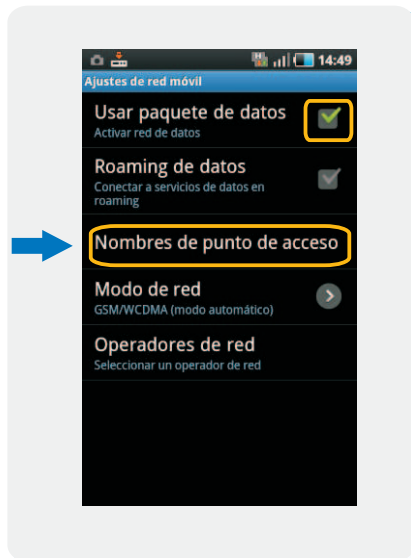 14:49
Ajustes de red móvil
Usar paquete de datos
Activar red de datos
Roaming de datos
Conectar a servicios de datos en
roaming
Nombres de punto de acceso
Modo de red
GSM/WCDMA (modo automático)
Operadores de red
Seleccionar un operador de red